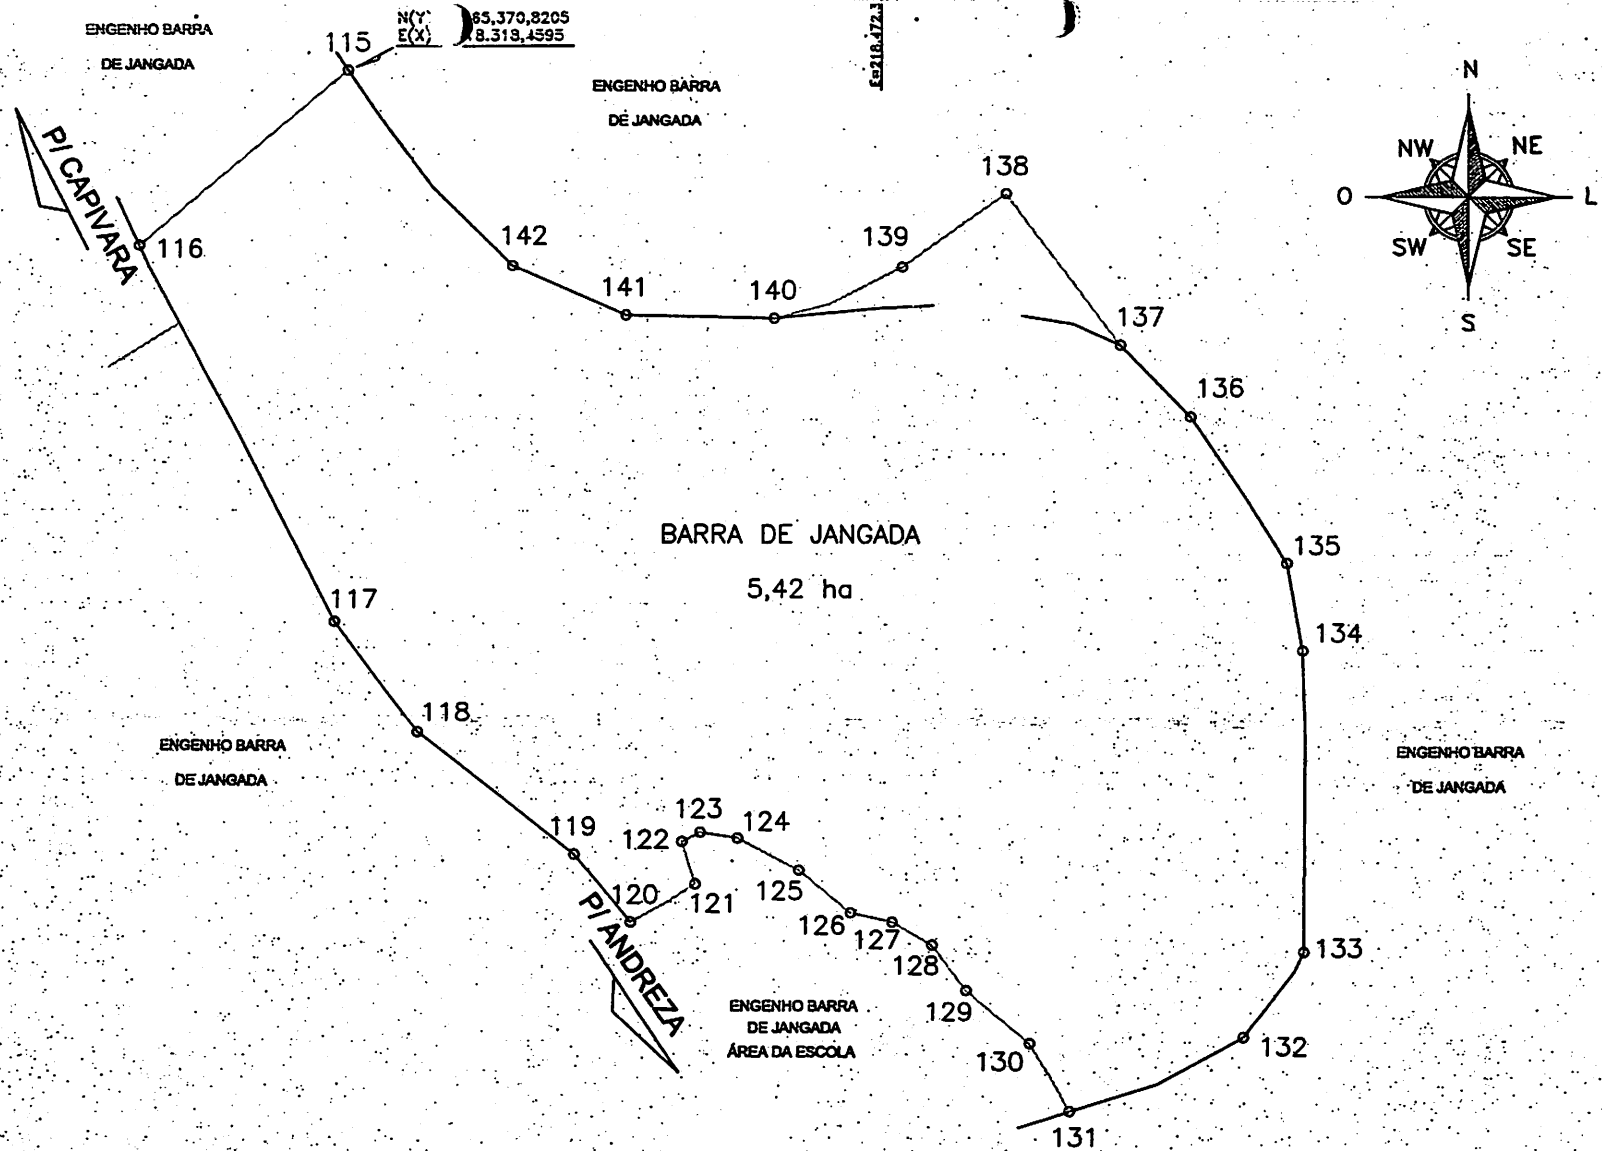 ENGENHO BARRA
DE JANGADA
N(Y)
65,370,8205
E(X)
8.318,4595
115
ENGENHO BARRA
DE JANGADA
E=218.472.3
N
NW
NE
O
L
SW
SE
S
P/ CAPIVARA
116
142
141
140
139
138
137
136
BARRA DE JANGADA
5,42 ha
135
134
117
118
ENGENHO BARRA
DE JANGADA
ENGENHO BARRA
DE JANGADA
119
120
121
122
123
124
125
126
127
128
129
130
131
132
133
P/ ANDREZA
ENGENHO BARRA
DE JANGADA
ÁREA DA ESCOLA